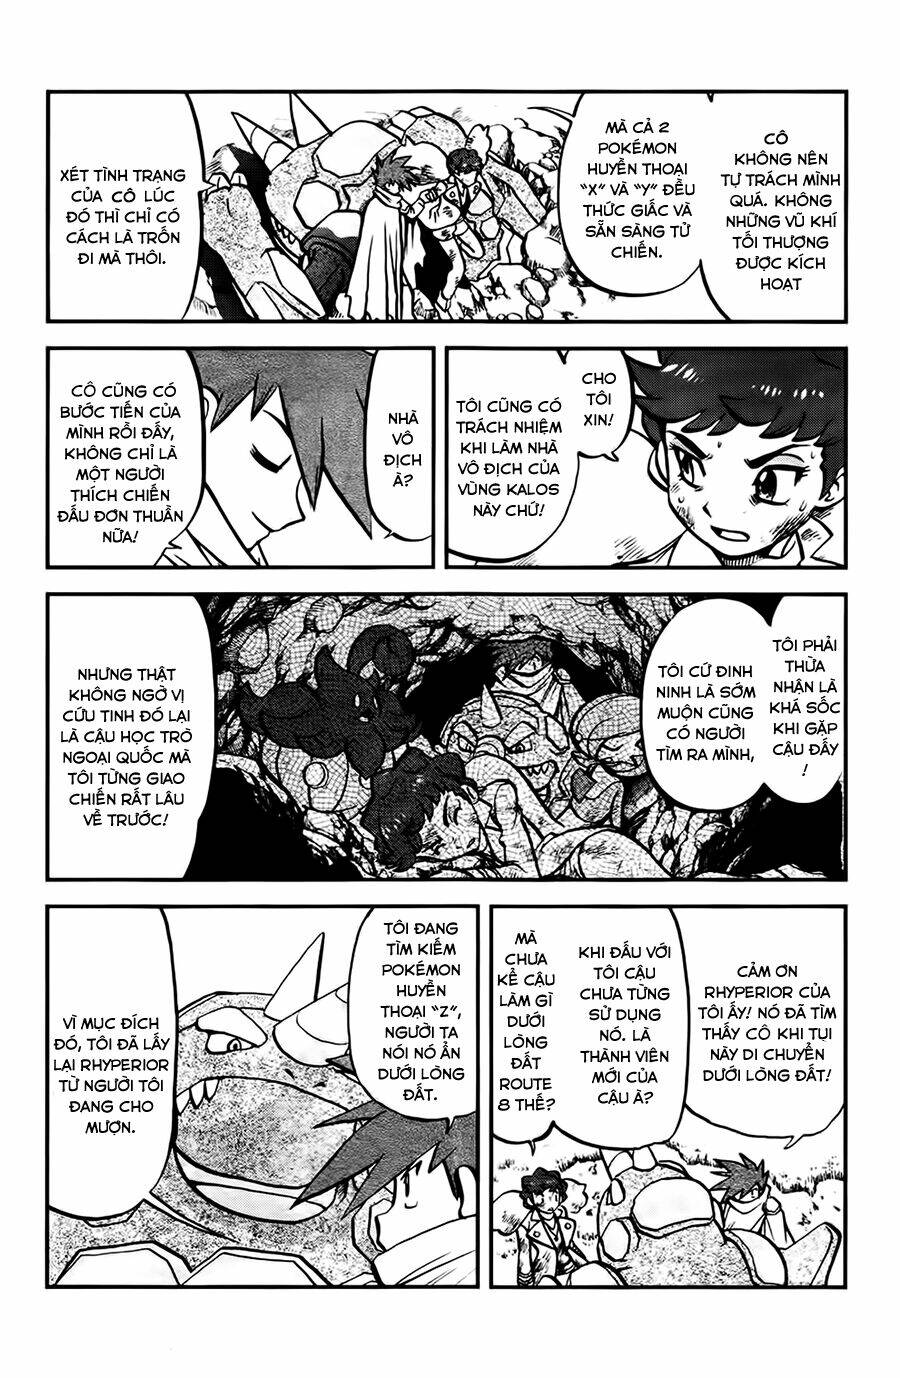 CÔ
KHÔNG NÊN
TỰ TRÁCH MÌNH
QUÁ. KHÔNG
NHỮNG VŨ KHÍ
TỐI THƯỢNG
ĐƯỢC KÍCH
HOẠT
MÀ CẢ 2
POKÉMON
HUYỀN THOẠI
"X" VÀ "Y" ĐỀU
THỨC GIẤC VÀ
SẴN SÀNG TỬ
CHIẾN.
XÉT TÌNH TRẠNG
CỦA CÔ LÚC
ĐÓ THÌ CHỈ CÓ
CÁCH LÀ TRỐN
ĐI MÀ THÔI.
CHO
TÔI
XIN!
TÔI CŨNG CÓ
TRÁCH NHIỆM
KHI LÀM NHÀ
VÔ ĐỊCH CỦA
VÙNG KALOS
NÀY CHỨ!
NHÀ
VÔ
ĐỊCH
À?
CÔ CŨNG CÓ
BƯỚC TIẾN CỦA
MÌNH RỒI ĐẤY,
KHÔNG CHỈ LÀ
MỘT NGƯỜI
THÍCH CHIẾN
ĐẤU ĐƠN THUẦN
NỮA!
TÔI PHẢI
THỪA
NHẬN LÀ
KHÁ SỐC
KHI GẶP
CẬU ĐẤY
!
TÔI CỨ ĐINH
NINH LÀ SỚM
MUỘN CŨNG
CÓ NGƯỜI
TÌM RA MÌNH,
NHƯNG THẬT
KHÔNG NGỜ VỊ
CỨU TINH ĐÓ LẠI
LÀ CẬU HỌC TRÒ
NGOẠI QUỐC MÀ
TÔI TỪNG GIAO
CHIẾN RẤT LÂU
VỀ TRƯỚC!
CẢM ƠN
RHYPERIOR CỦA
TÔI ẤY! NÓ ĐÃ TÌM
THẤY CÔ KHI TỤI
NÀY DI CHUYỂN
DƯỚI LÒNG ĐẤT!
KHI ĐẤU VỚI
TÔI CẬU
CHƯA TỪNG
SỬ DỤNG
NÓ. LÀ
THÀNH VIÊN
MỚI CỦA
CẬU À?
MÀ
CHƯA
KỂ CẬU
LÀM GÌ
DƯỚI
LÒNG
ĐẤT
ROUTE
8 THẾ?
TÔI ĐANG
TÌM KIẾM
POKÉMON
HUYỀN
THOẠI "Z",
NGƯỜI TA
NÓI NÓ ẨN
DƯỚI LÒNG
ĐẤT.
VÌ MỤC ĐÍCH
ĐÓ, TÔI ĐÃ LẤY
LẠI RHYPERIOR
TỪ NGƯỜI TÔI
ĐANG CHO
MƯỢN.